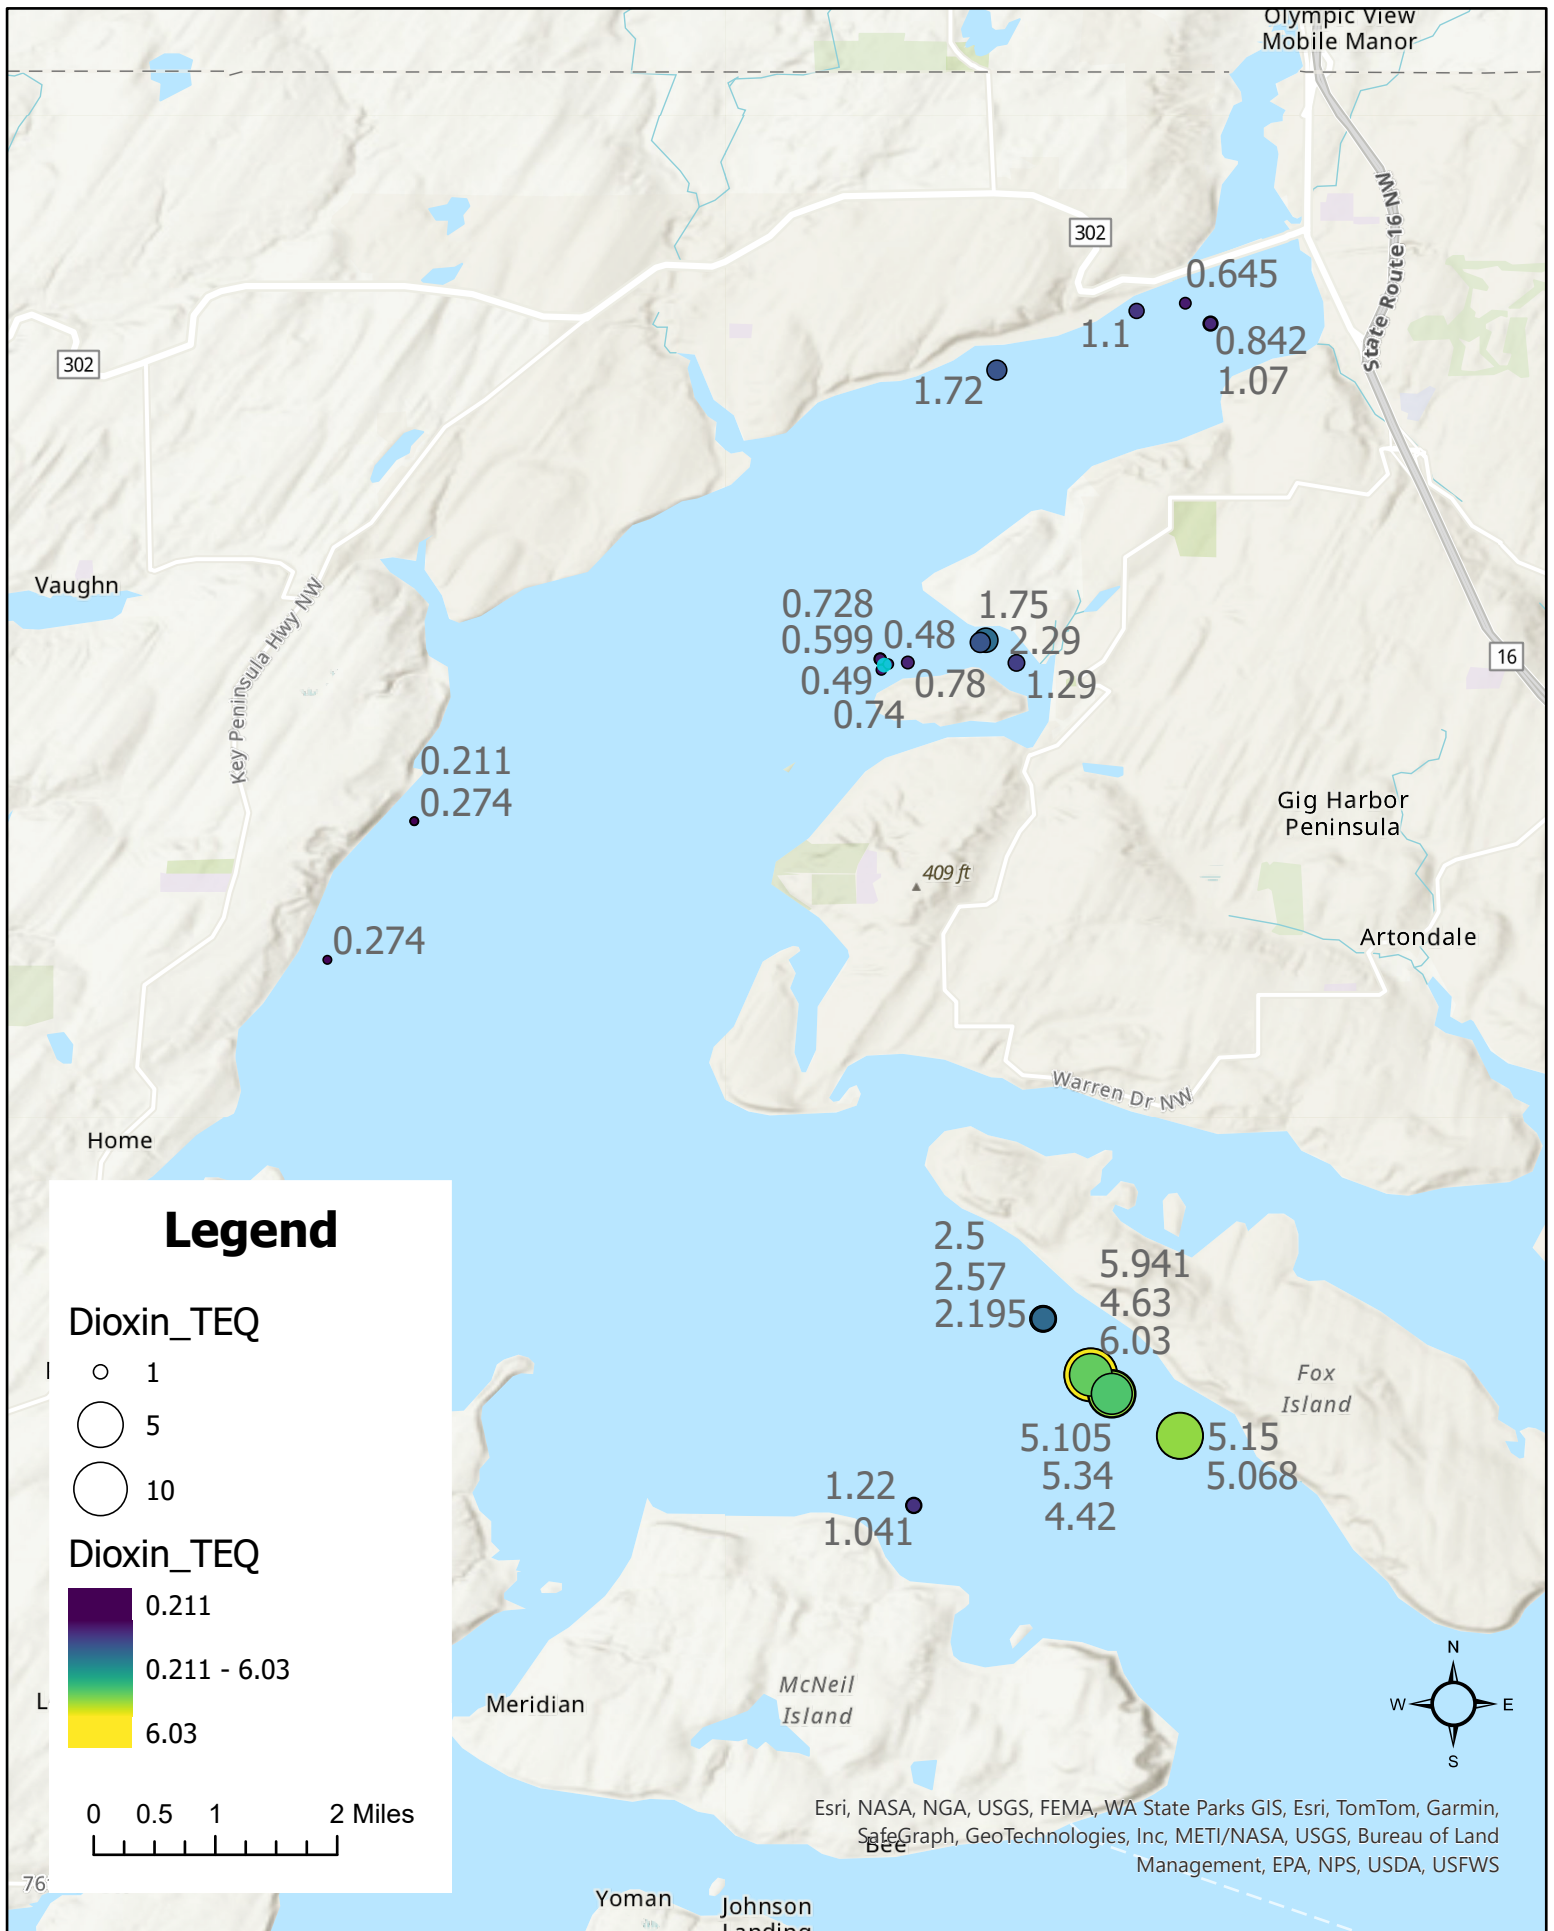 Olympic View
Mobile Manor
State Route 16 NW
302
0.645
1.1
0.842
1.07
302
1.72
Vaughn
Key Peninsula Hwy NW
0.728
0.599
0.48
1.75
2.29
0.49
0.78
1.29
0.74
16
0.211
0.274
Gig Harbor
Peninsula
409 ft
0.274
Artondale
Warren Dr NW
Home
2.5
2.57
2.195
5.941
4.63
6.03
Fox
Island
5.105
5.34
4.42
5.15
5.068
1.22
1.041
Legend
Dioxin_TEQ
1
5
10
Dioxin_TEQ
0.211
0.211 - 6.03
6.03
0 0.5 1 2 Miles
Meridian
McNeil
Island
N
W E
S
Esri, NASA, NGA, USGS, FEMA, WA State Parks GIS, Esri, TomTom, Garmin,
SafeGraph, GeoTechnologies, Inc, METI/NASA, USGS, Bureau of Land
Management, EPA, NPS, USDA, USFWS
Bee
76
Yoman
Johnson
Landing